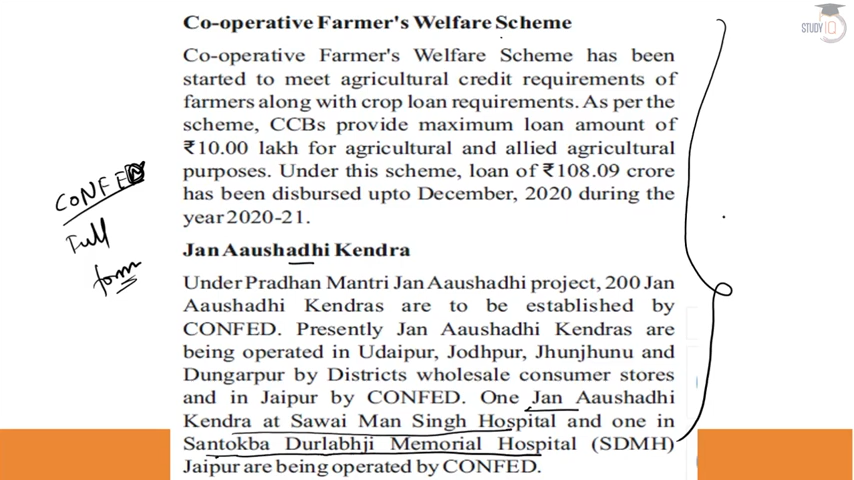 STUDY IQ
Co-operative Farmer's Welfare Scheme
Co-operative Farmer's Welfare Scheme has been
started to meet agricultural credit requirements of
farmers along with crop loan requirements. As per the
scheme, CCBs provide maximum loan amount of
₹10.00 lakh for agricultural and allied agricultural
purposes. Under this scheme, loan of ₹108.09 crore
has been disbursed upto December, 2020 during the
year 2020-21.
CONFED
Full
form
Jan Aaushadhi Kendra
Under Pradhan Mantri Jan Aaushadhi project, 200 Jan
Aaushadhi Kendras are to be established by
CONFED. Presently Jan Aaushadhi Kendras are
being operated in Udaipur, Jodhpur, Jhunjhunu and
Dungarpur by Districts wholesale consumer stores
and in Jaipur by CONFED. One Jan Aaushadhi
Kendra at Sawai Man Singh Hospital and one in
Santokba Durlabhji Memorial Hospital (SDMH)
Jaipur are being operated by CONFED.